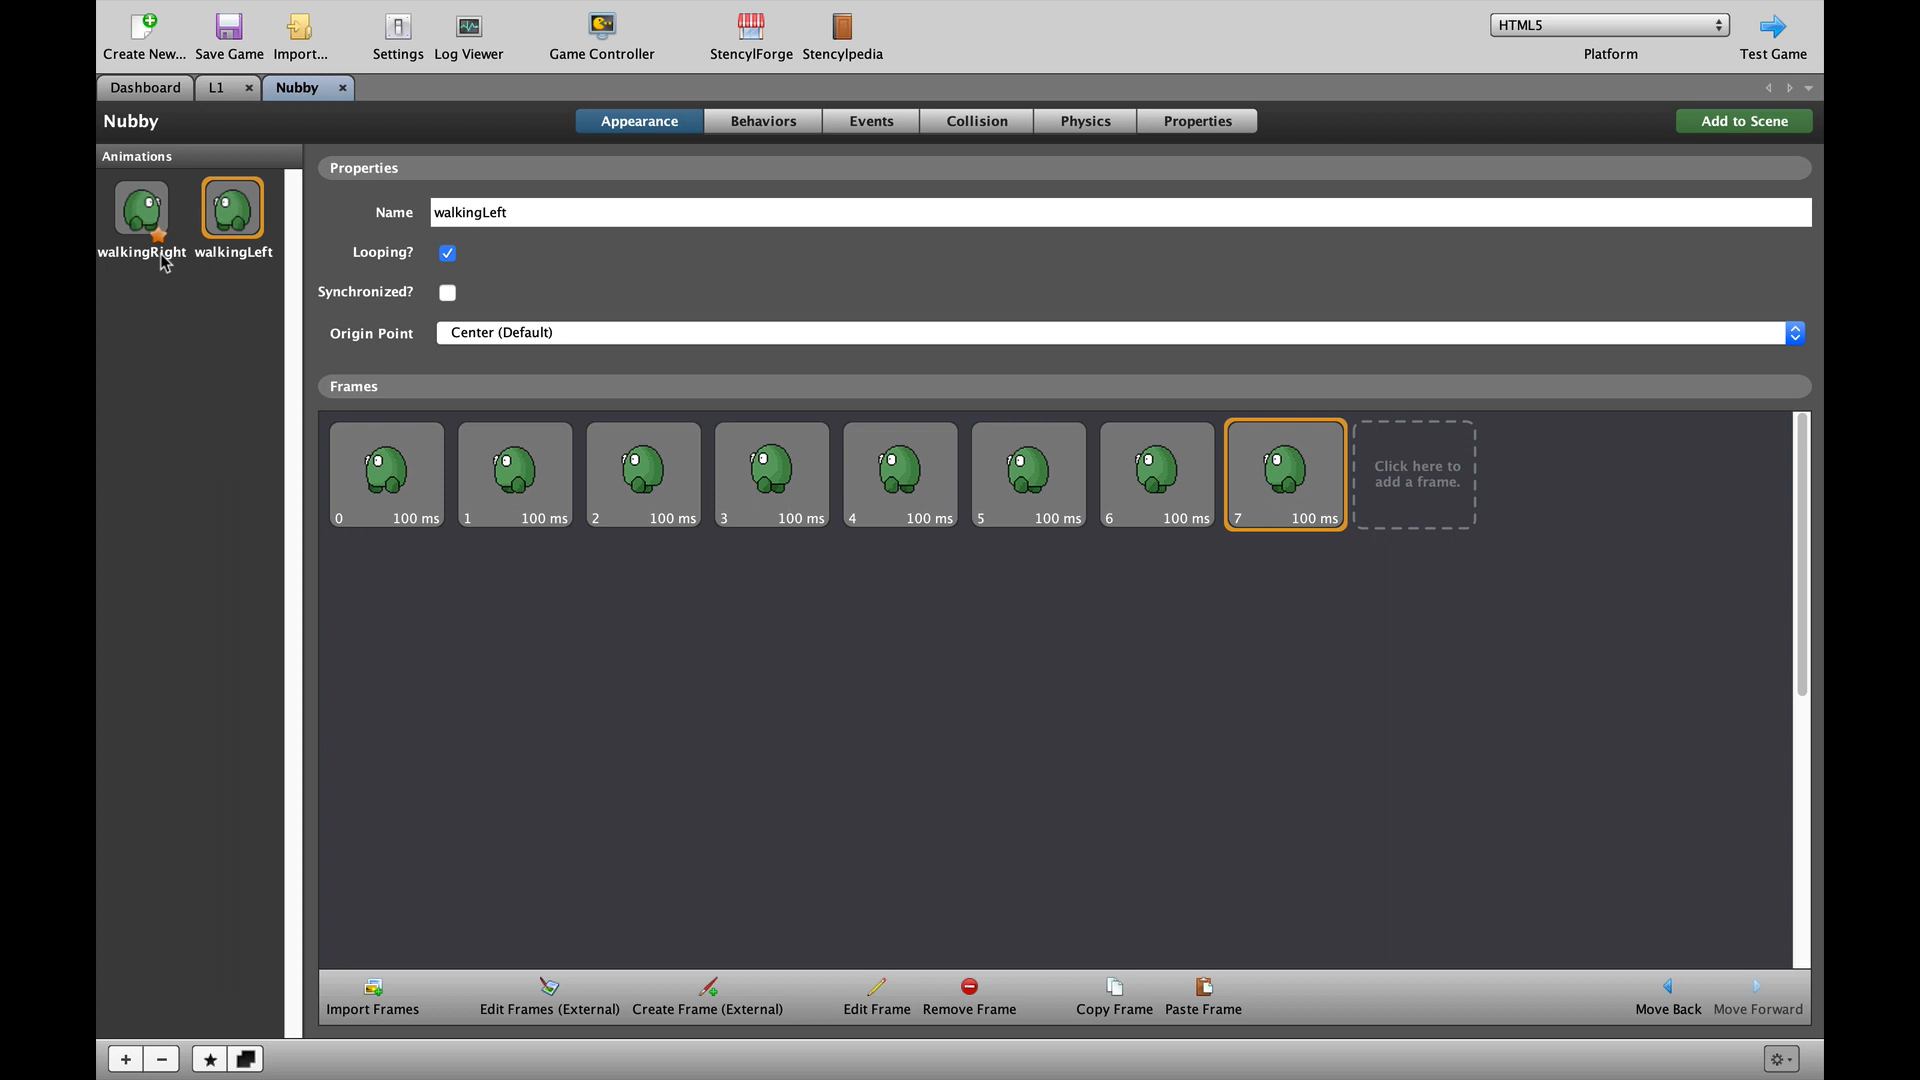 Create New...
Save Game
Import...
Settings
Log Viewer
Game Controller
StencylForge
Stencylpedia
HTML5
Platform
Test Game
Dashboard
L1
Nubby
Nubby
Appearance
Behaviors
Events
Collision
Physics
Properties
Add to Scene
Animations
walkingRight
walkingLeft
Properties
Name
walkingLeft
Looping?
Synchronized?
Origin Point
Center (Default)
Frames
0 100 ms
1 100 ms
2 100 ms
3 100 ms
4 100 ms
5 100 ms
6 100 ms
7 100 ms
Click here to
add a frame.
Import Frames
Edit Frames (External)
Create Frame (External)
Edit Frame
Remove Frame
Copy Frame
Paste Frame
Move Back
Move Forward